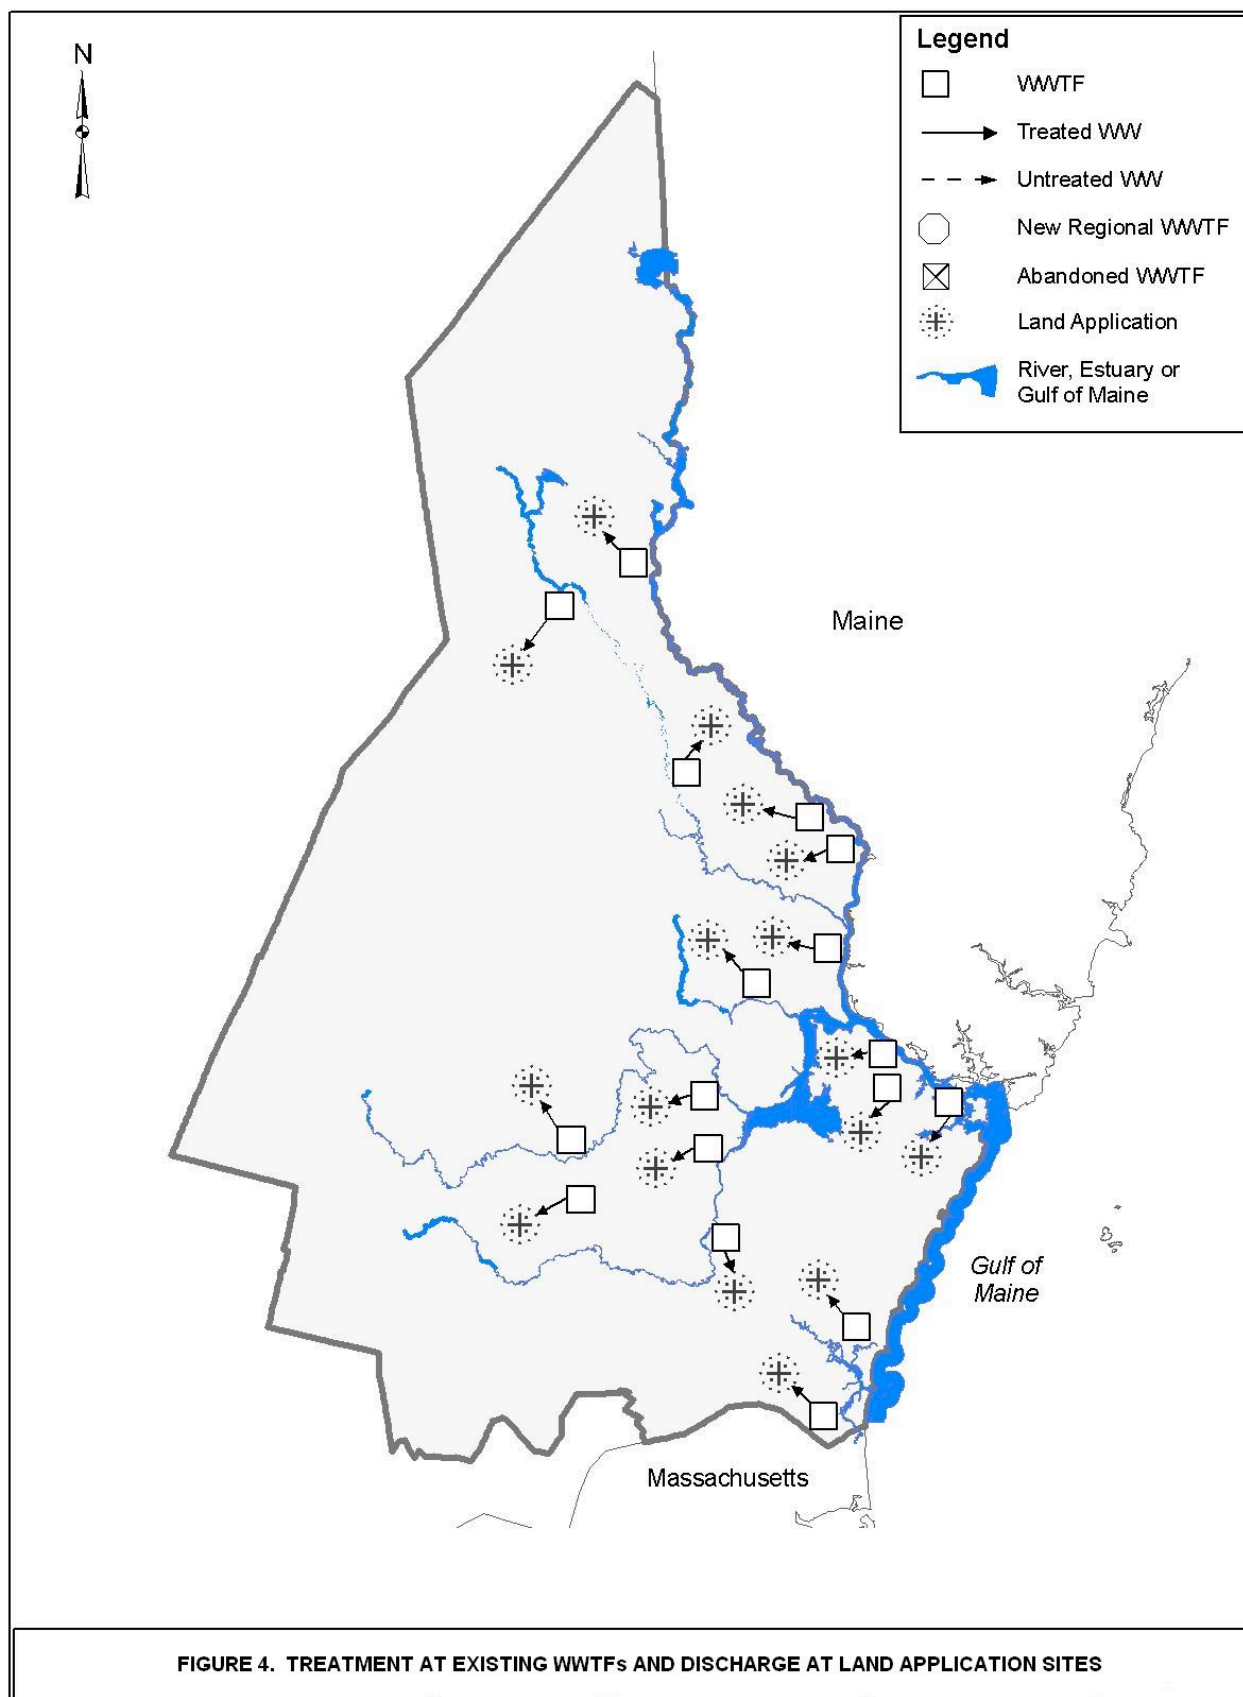 N
Legend
WWTF
Treated WW
Untreated WW
New Regional WWTF
Abandoned WWTF
Land Application
River, Estuary or
Gulf of Maine
Maine
Gulf of
Maine
Massachusetts
FIGURE 4. TREATMENT AT EXISTING WWTFs AND DISCHARGE AT LAND APPLICATION SITES